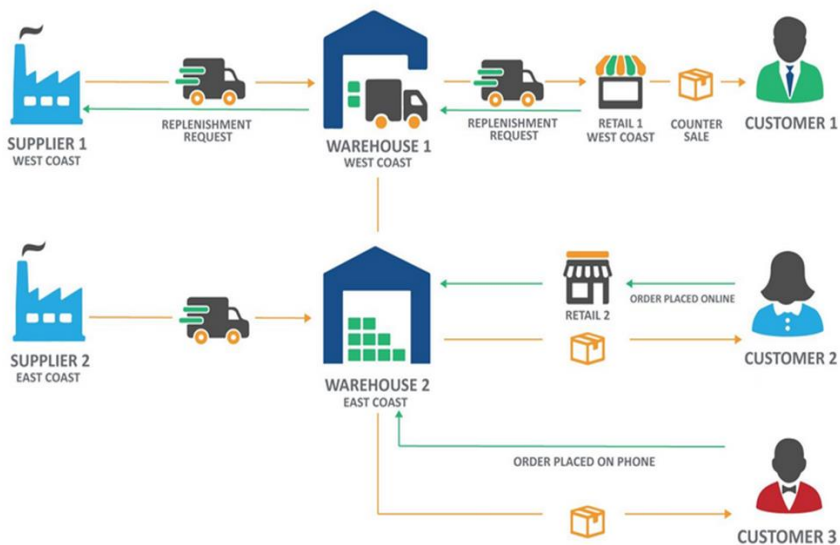 REPLENISHMENT
REQUEST
REPLENISHMENT
REQUEST
RETAIL 1
WEST COAST
COUNTER
SALE
CUSTOMER 1
SUPPLIER 1
WEST COAST
WAREHOUSE 1
WEST COAST
ORDER PLACED ONLINE
RETAIL 2
SUPPLIER 2
EAST COAST
WAREHOUSE 2
EAST COAST
CUSTOMER 2
ORDER PLACED ON PHONE
CUSTOMER 3